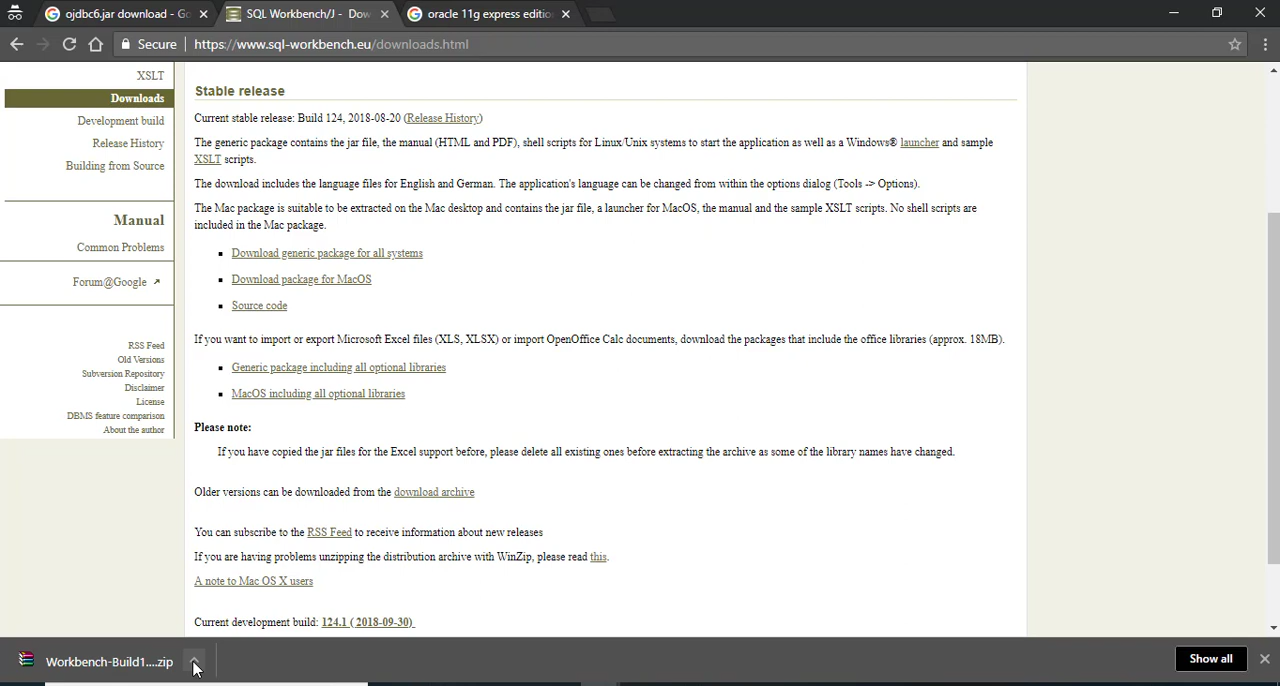 ojdbc6.jar download - Go
SQL Workbench/J - Dow
oracle 11g express editio
Secure
https://www.sql-workbench.eu/downloads.html
XSLT
Downloads
Development build
Release History
Building from Source
Manual
Common Problems
Forum@Google
RSS Feed
Old Versions
Subversion Repository
Disclaimer
License
DBMS feature comparison
About the author
Stable release
Current stable release: Build 124, 2018-08-20 (Release History)
The generic package contains the jar file, the manual (HTML and PDF), shell scripts for Linux/Unix systems to start the application as well as a Windows® launcher and sample
XSLT scripts.
The download includes the language files for English and German. The application's language can be changed from within the options dialog (Tools -> Options).
The Mac package is suitable to be extracted on the Mac desktop and contains the jar file, a launcher for MacOS, the manual and the sample XSLT scripts. No shell scripts are
included in the Mac package.
Download generic package for all systems
Download package for MacOS
Source code
If you want to import or export Microsoft Excel files (XLS, XLSX) or import OpenOffice Calc documents, download the packages that include the office libraries (approx. 18MB).
Generic package including all optional libraries
MacOS including all optional libraries
Please note:
If you have copied the jar files for the Excel support before, please delete all existing ones before extracting the archive as some of the library names have changed.
Older versions can be downloaded from the download archive
You can subscribe to the RSS Feed to receive information about new releases
If you are having problems unzipping the distribution archive with WinZip, please read this.
A note to Mac OS X users
Current development build: 124.1 ( 2018-09-30)
Workbench-Build1....zip
Show all